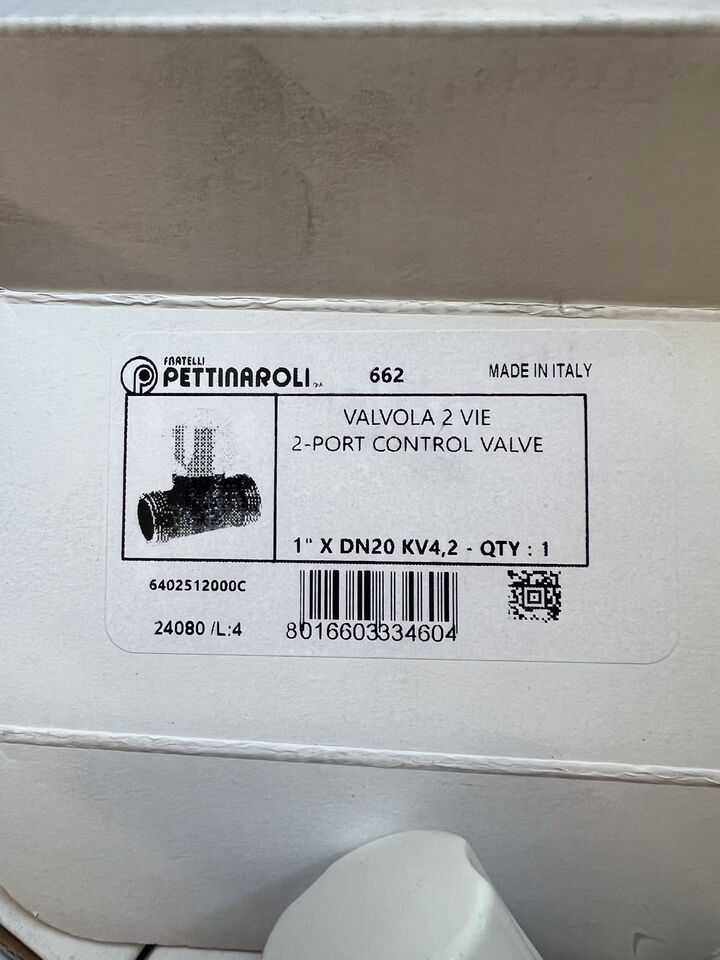 FRATELLI
PETTINAROLI
662
MADE IN ITALY
VALVOLA 2 VIE
2-PORT CONTROL VALVE
1" X DN20 KV4,2 - QTY : 1
6402512000C
24080 /L:4
8016603334604